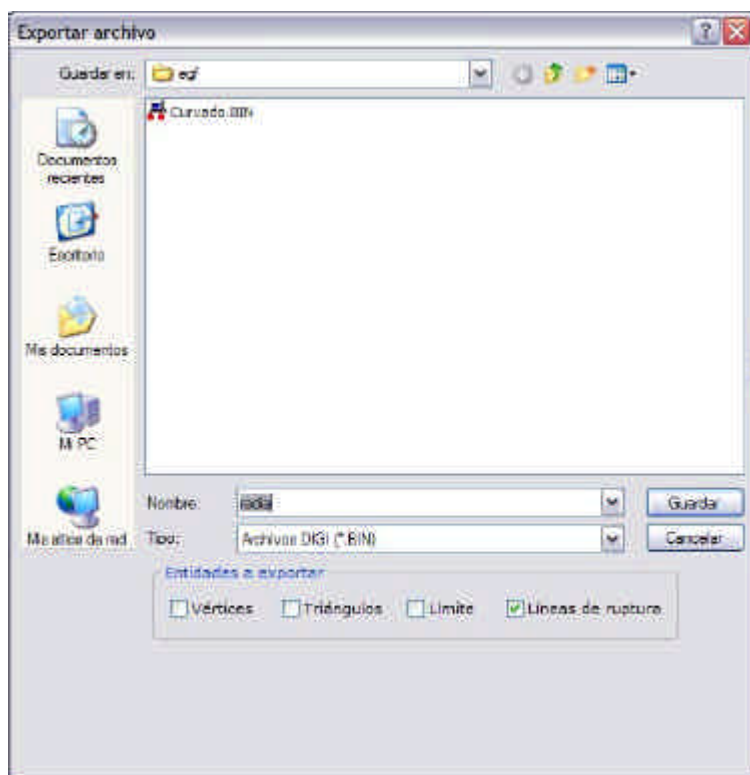 Exportar archivo
Guardar en:
Curvado.BIN
Documentos
recientes
Escritorio
Mis documentos
Mi PC
Mis sitios de red
Nombre:
Guardar
Tipo:
Archivos DIGI (*.BIN)
Cancelar
Entidades a exportar
Vértices
Triángulos
Límite
Líneas de ruptura